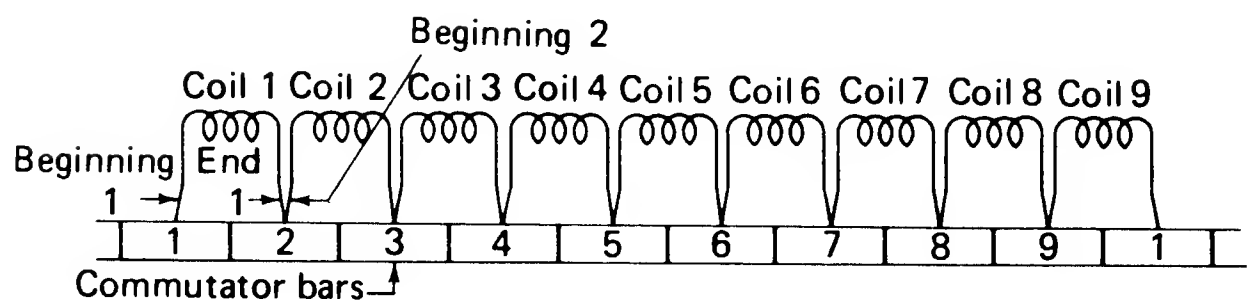 Beginning 2
Coil 1 Coil 2 Coil 3 Coil 4 Coil 5 Coil 6 Coil 7 Coil 8 Coil 9
Beginning End
1 1
1 2 3 4 5 6 7 8 9 1
Commutator bars